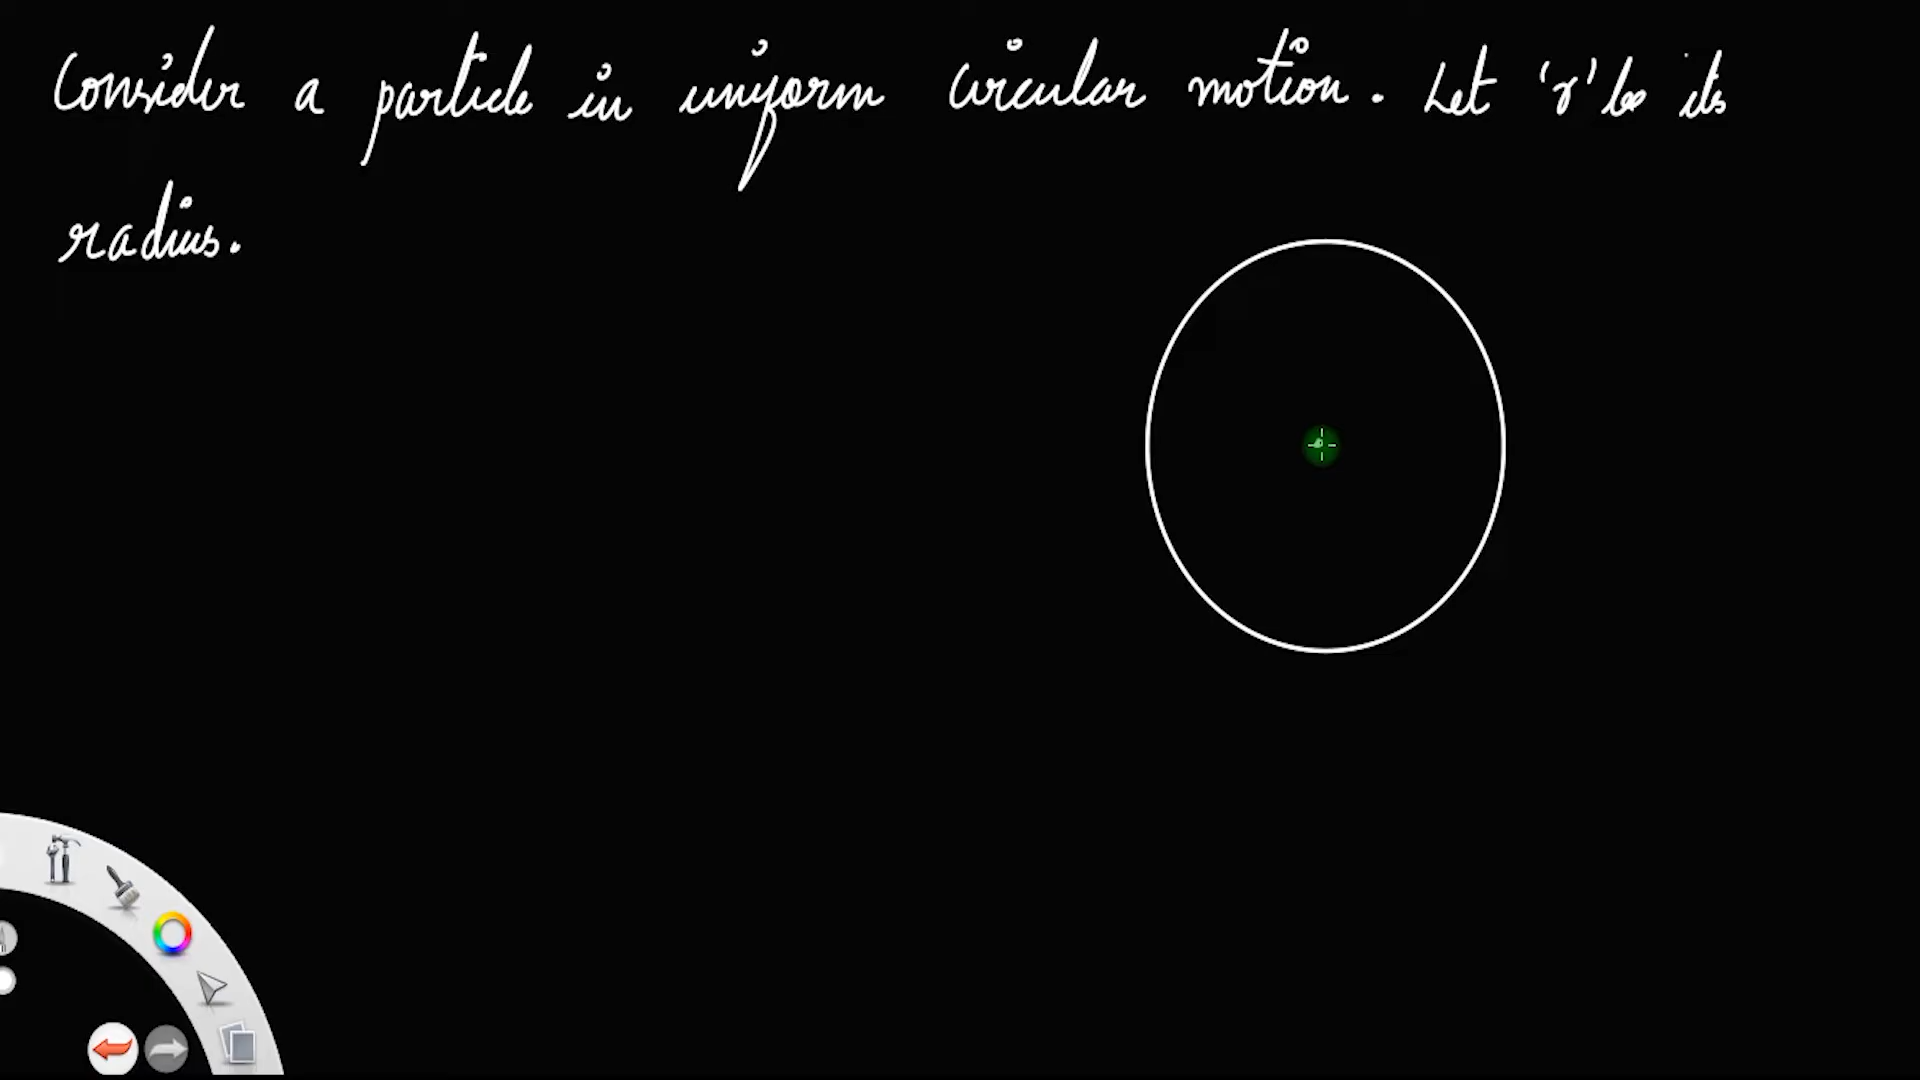 Consider a particle in uniform circular motion. Let 'r' be its
radius.